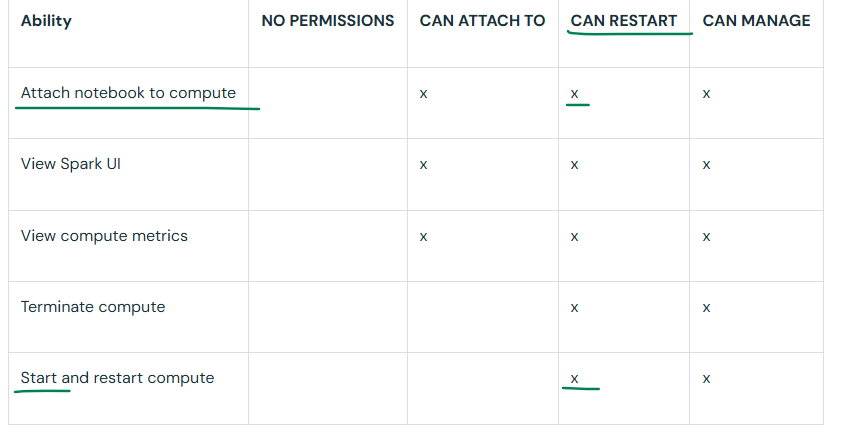 Ability NO PERMISSIONS CAN ATTACH TO CAN RESTART CAN MANAGE
Attach notebook to compute x x x
View Spark UI x x x
View compute metrics x x x
Terminate compute x x
Start and restart compute x x